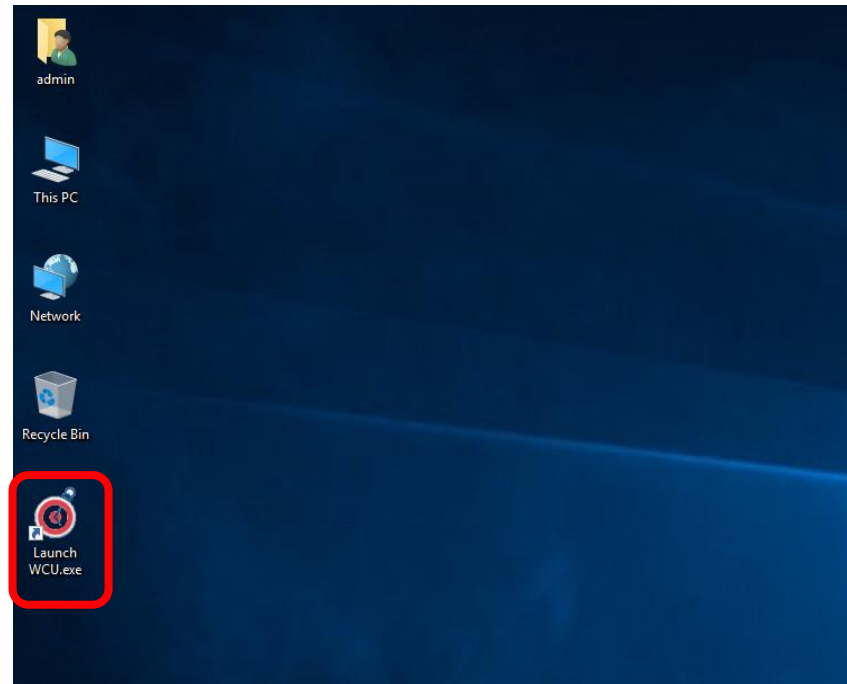 admin
This PC
Network
Recycle Bin
Launch
WCU.exe